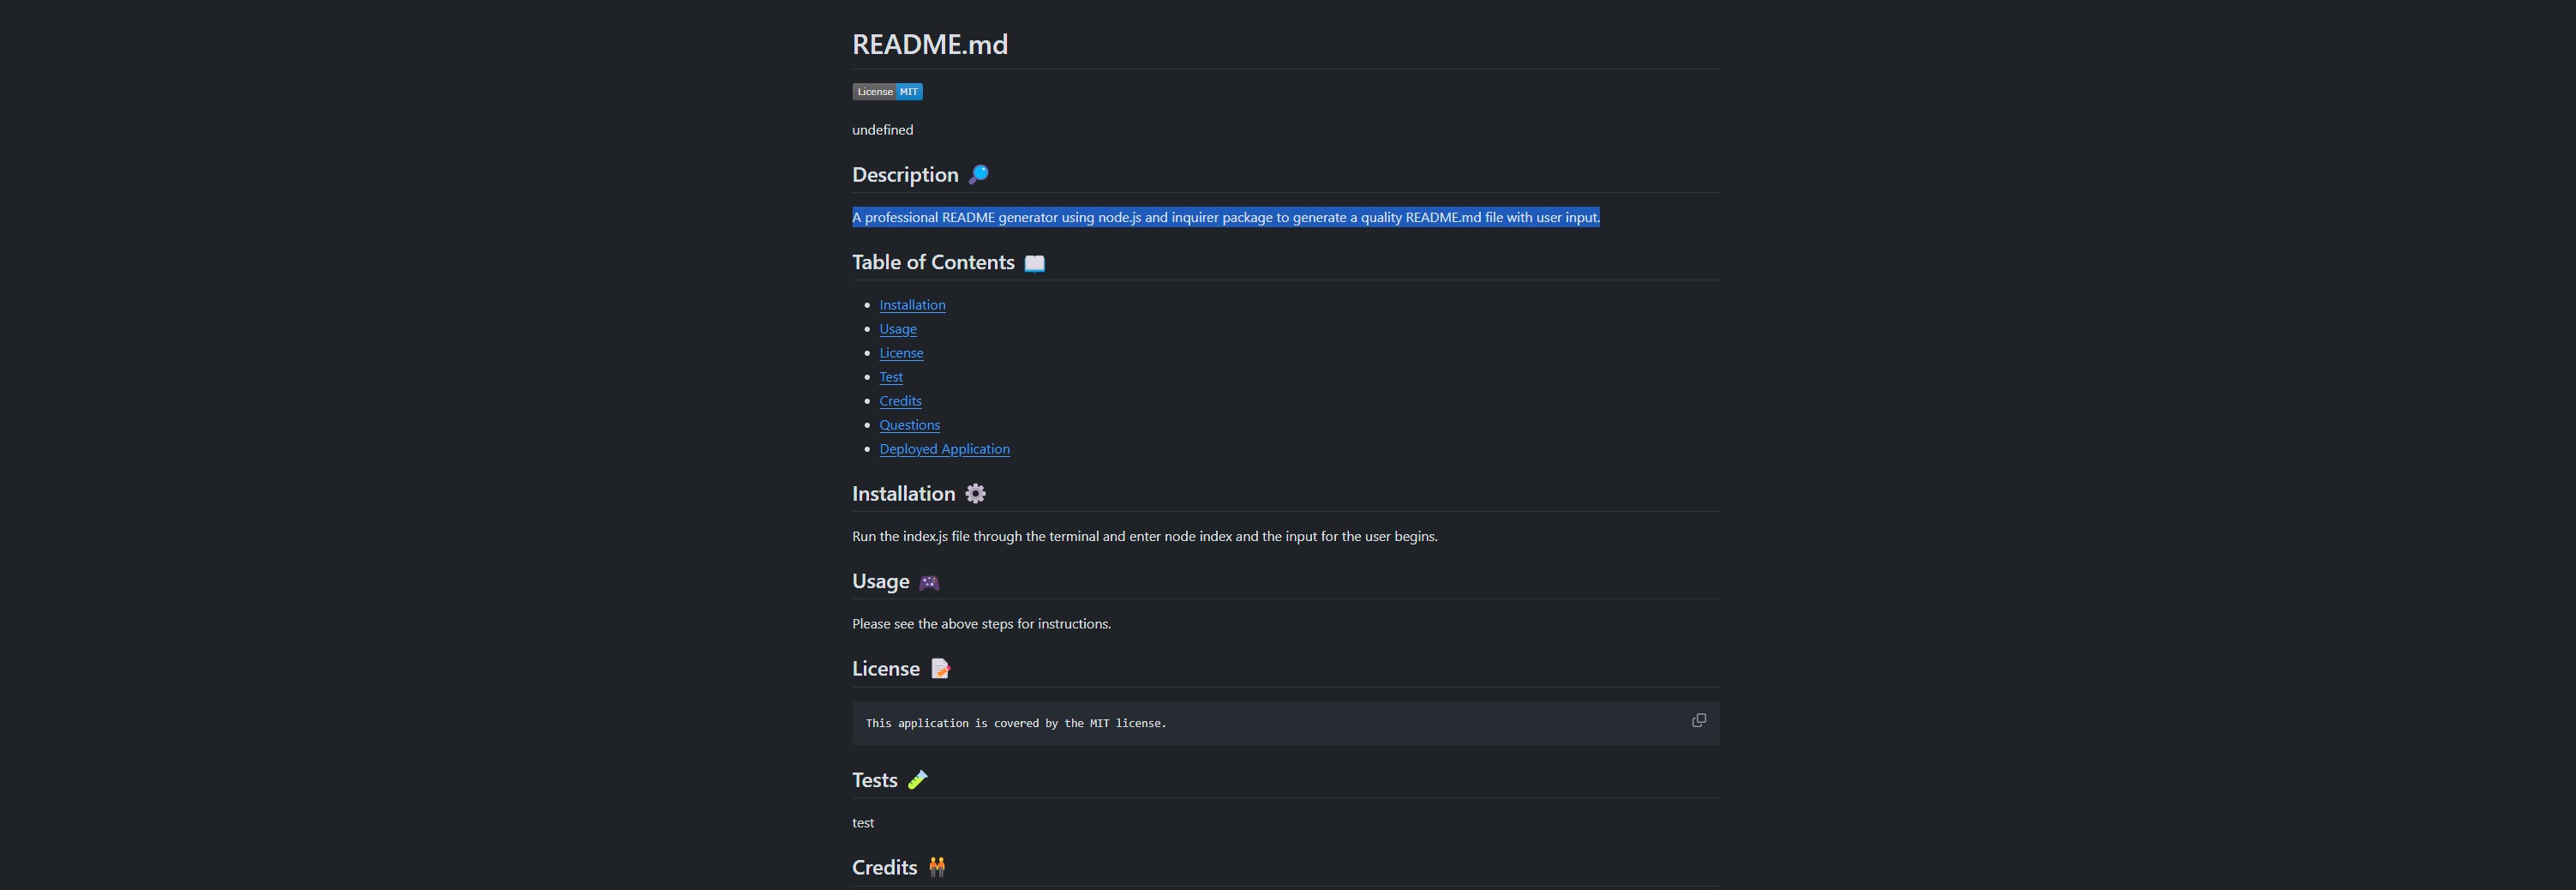 README.md
License MIT
undefined
Description 🔎
A professional README generator using node.js and inquirer package to generate a quality README.md file with user input.
Table of Contents 📖
Installation
Usage
License
Test
Credits
Questions
Deployed Application
Installation ⚙️
Run the index.js file through the terminal and enter node index and the input for the user begins.
Usage 🎮
Please see the above steps for instructions.
License 📝
This application is covered by the MIT license.
Tests 🧪
test
Credits 🧑‍🤝‍🧑